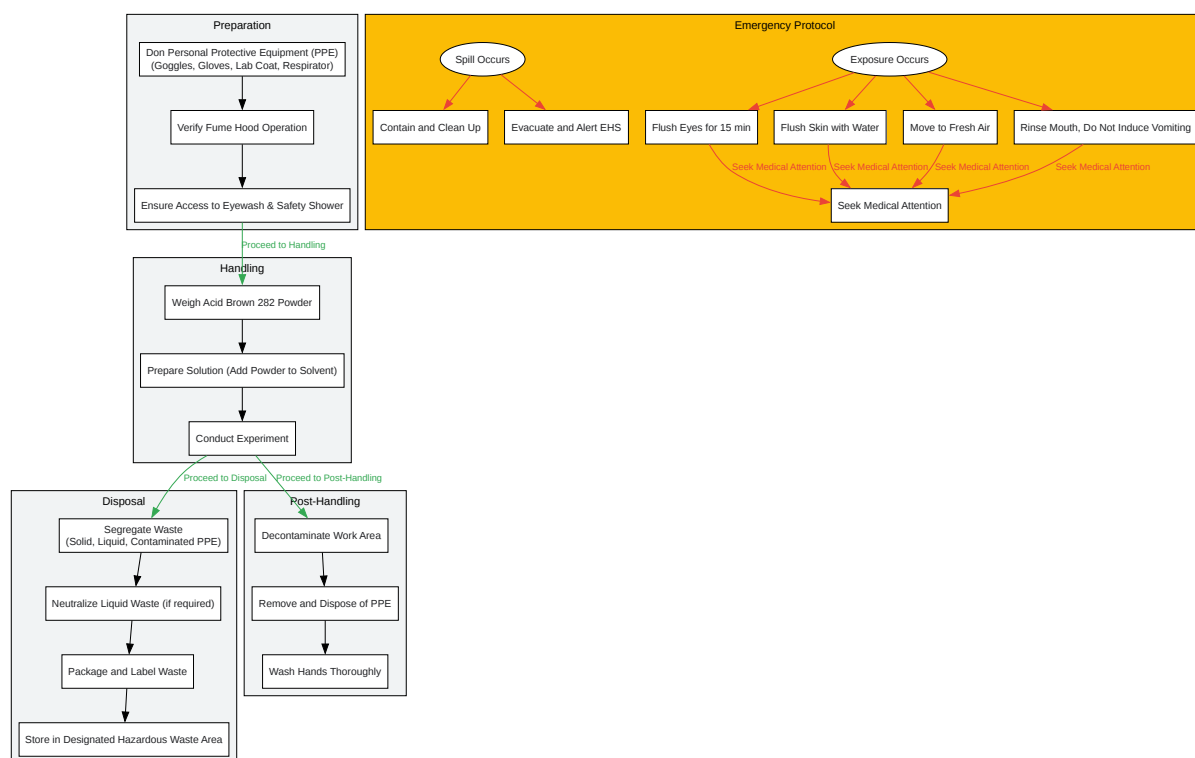 Preparation
Don Personal Protective Equipment (PPE)
(Goggles, Gloves, Lab Coat, Respirator)
Verify Fume Hood Operation
Ensure Access to Eyewash & Safety Shower
Emergency Protocol
Spill Occurs
Exposure Occurs
Contain and Clean Up
Evacuate and Alert EHS
Flush Eyes for 15 min
Flush Skin with Water
Move to Fresh Air
Rinse Mouth, Do Not Induce Vomiting
Seek Medical Attention
Seek Medical Attention
Seek Medical Attention
Seek Medical Attention
Seek Medical Attention
Proceed to Handling
Handling
Weigh Acid Brown 282 Powder
Prepare Solution (Add Powder to Solvent)
Conduct Experiment
Proceed to Disposal
Proceed to Post-Handling
Disposal
Segregate Waste
(Solid, Liquid, Contaminated PPE)
Neutralize Liquid Waste (if required)
Package and Label Waste
Store in Designated Hazardous Waste Area
Post-Handling
Decontaminate Work Area
Remove and Dispose of PPE
Wash Hands Thoroughly